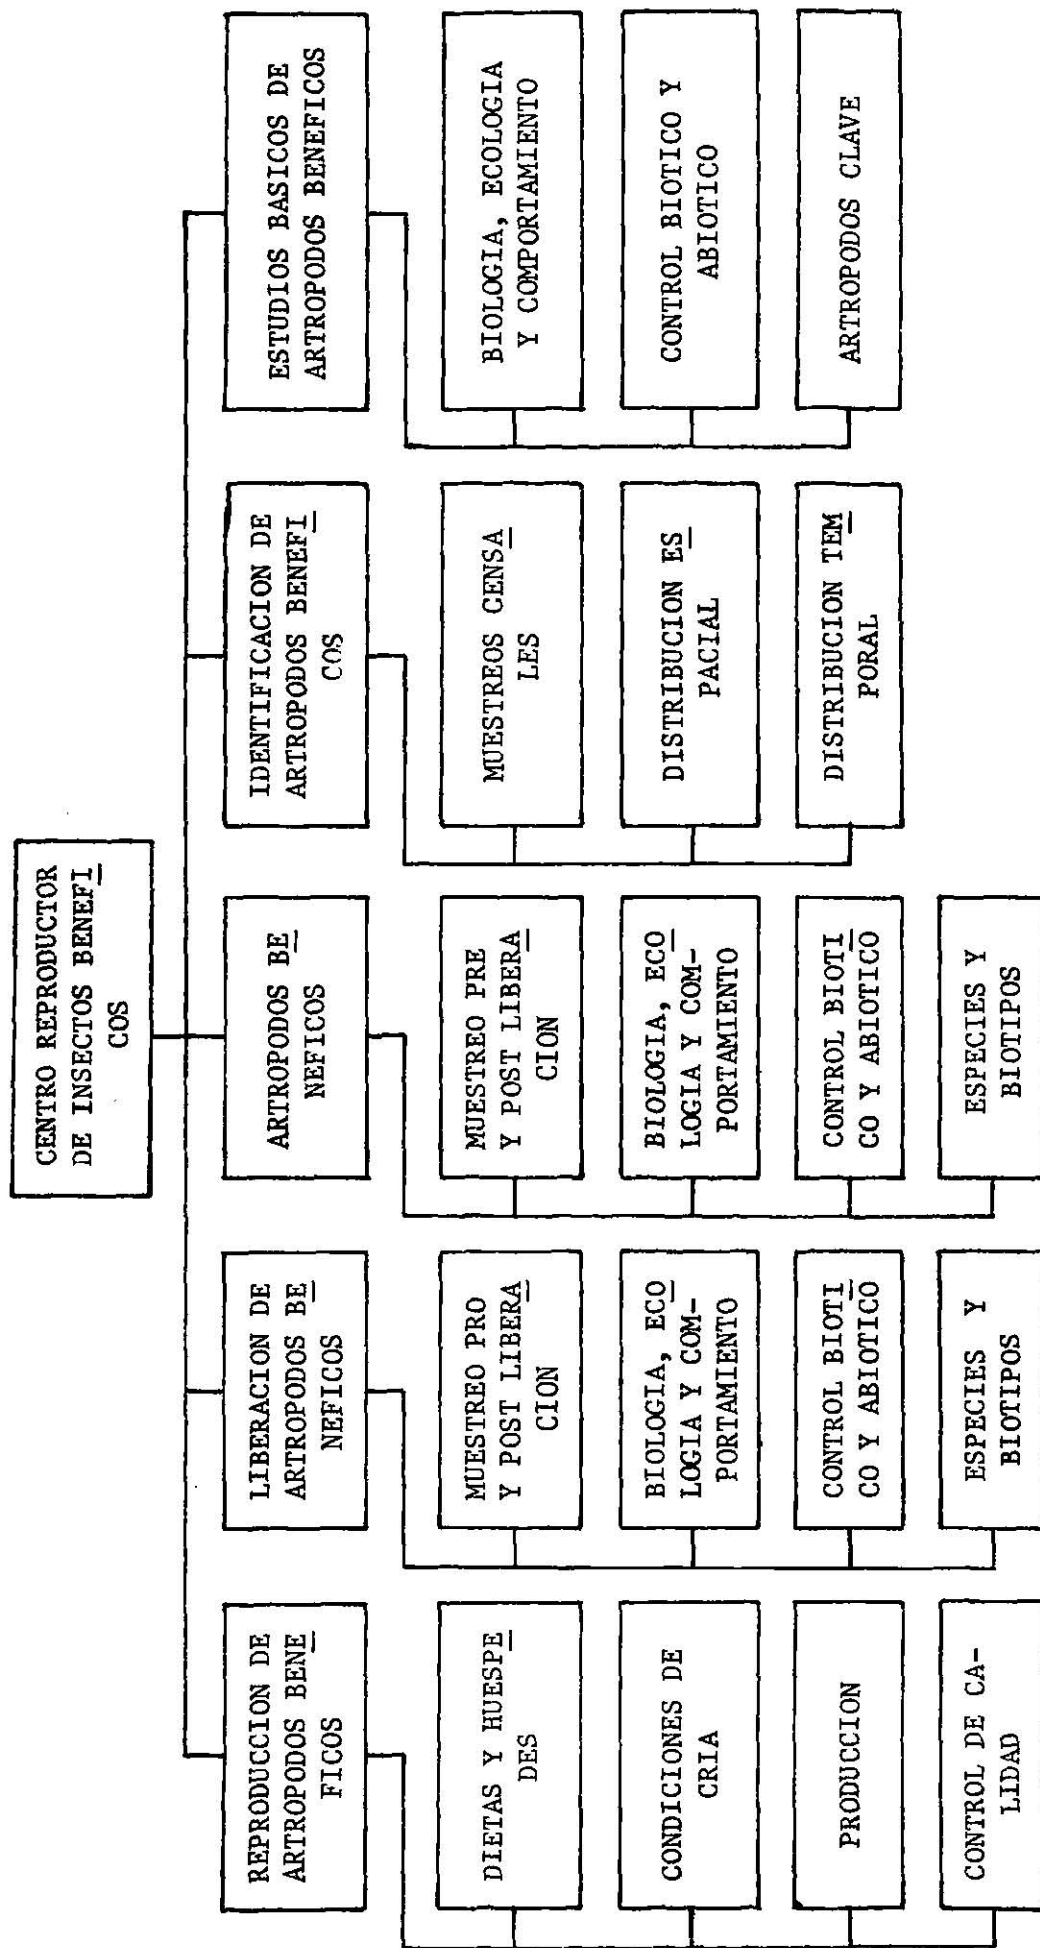 CENTRO REPRODUCTOR
DE INSECTOS BENEFI
COS
REPRODUCCION DE
ARTROPODOS BENE
FICOS
DIETAS Y HUESPE
DES
CONDICIONES DE
CRIA
PRODUCCION
CONTROL DE CA-
LIDAD
LIBERACION DE
ARTROPODOS BE
NEFICOS
MUESTREO PRO
Y POST LIBERA
CION
BIOLOGIA, ECO
LOGIA Y COM-
PORTAMIENTO
CONTROL BIOTI
CO Y ABIOTICO
ESPECIES Y
BIOTIPOS
ARTROPODOS BE
NEFICOS
MUESTREO PRE
Y POST LIBERA
CION
BIOLOGIA, ECO
LOGIA Y COM-
PORTAMIENTO
CONTROL BIOTI
CO Y ABIOTICO
ESPECIES Y
BIOTIPOS
IDENTIFICACION DE
ARTROPODOS BENEFI
COS
MUESTREOS CENSA
LES
DISTRIBUCION ES
PACIAL
DISTRIBUCION TEM
PORAL
ESTUDIOS BASICOS DE
ARTROPODOS BENEFICOS
BIOLOGIA, ECOLOGIA
Y COMPORTAMIENTO
CONTROL BIOTICO Y
ABIOTICO
ARTROPODOS CLAVE